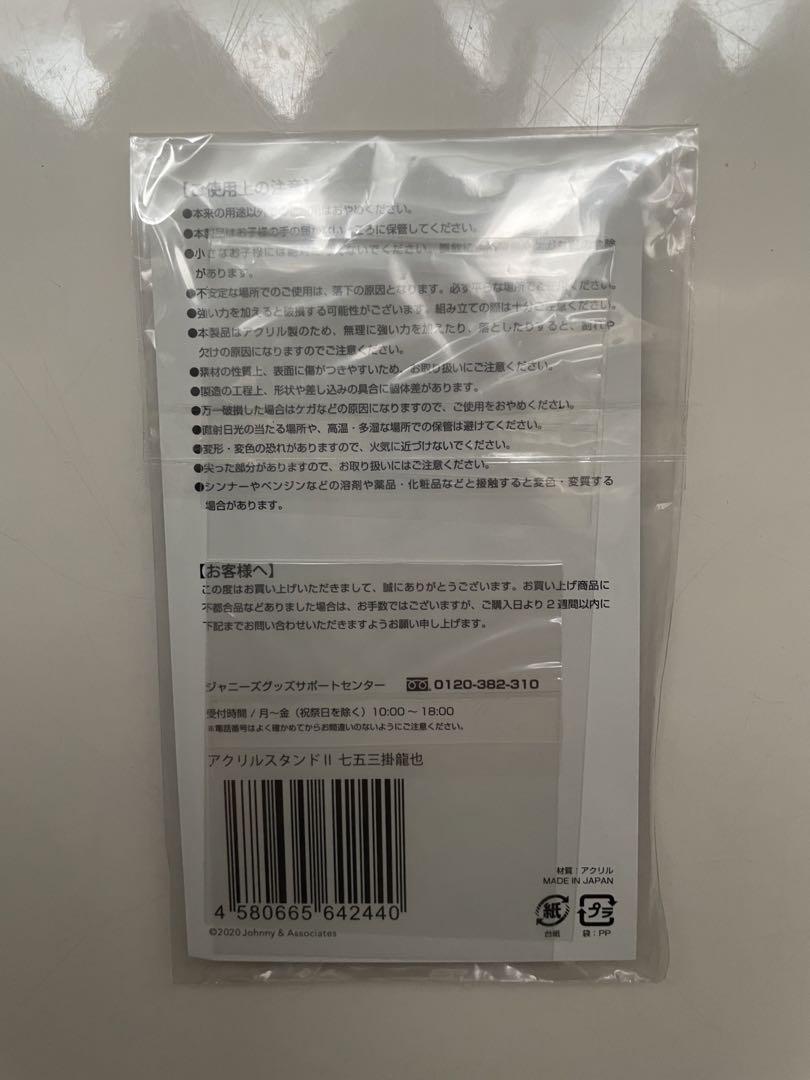 【ご使用上の注意】
●本来の用途以外 はおやめください。
●本製品はお子様の手の届かないところに保管してください。
●小さなお子様には絶対 ないでください。
があります。
●不安定な場所でのご使用は、落下の原因となります。必ず平らな場所で ください。
●強い力を加えると破損する可能性がございます。組み立ての際は十分ご注意ください。
●本製品はアクリル製のため、無理に強い力を加えたり、落としたりすると、割れや
欠けの原因になりますのでご注意ください。
●素材の性質上、表面に傷がつきやすいため、お取り扱いにご注意ください。
●製造の工程上、形状や差し込みの具合に個体差があります。
●万一破損した場合はケガなどの原因になりますので、ご使用をおやめください。
●直射日光の当たる場所や、高温・多湿な場所での保管は避けてください。
●変形・変色の恐れがありますので、火気に近づけないでください。
●尖った部分がありますので、お取り扱いにはご注意ください。
●シンナーやベンジンなどの溶剤や薬品・化粧品などと接触すると変色・変質する
場合があります。
【お客様へ】
この度はお買い上げいただきまして、誠にありがとうございます。お買い上げ商品に
不都合品などありました場合は、お手数ではございますが、ご購入日より2週間以内に
下記までお問い合わせいただきますようお願い申し上げます。
ジャニーズグッズサポートセンター 0120-382-310
受付時間 / 月〜金（祝祭日を除く）10:00 〜 18:00
※電話番号はよく確かめてからお間違いのないようにご注意ください。
アクリルスタンドⅡ 七五三掛龍也
4 580665 642440
©2020 Johnny & Associates
材質：アクリル
MADE IN JAPAN
紙 プラ
台紙 袋：PP